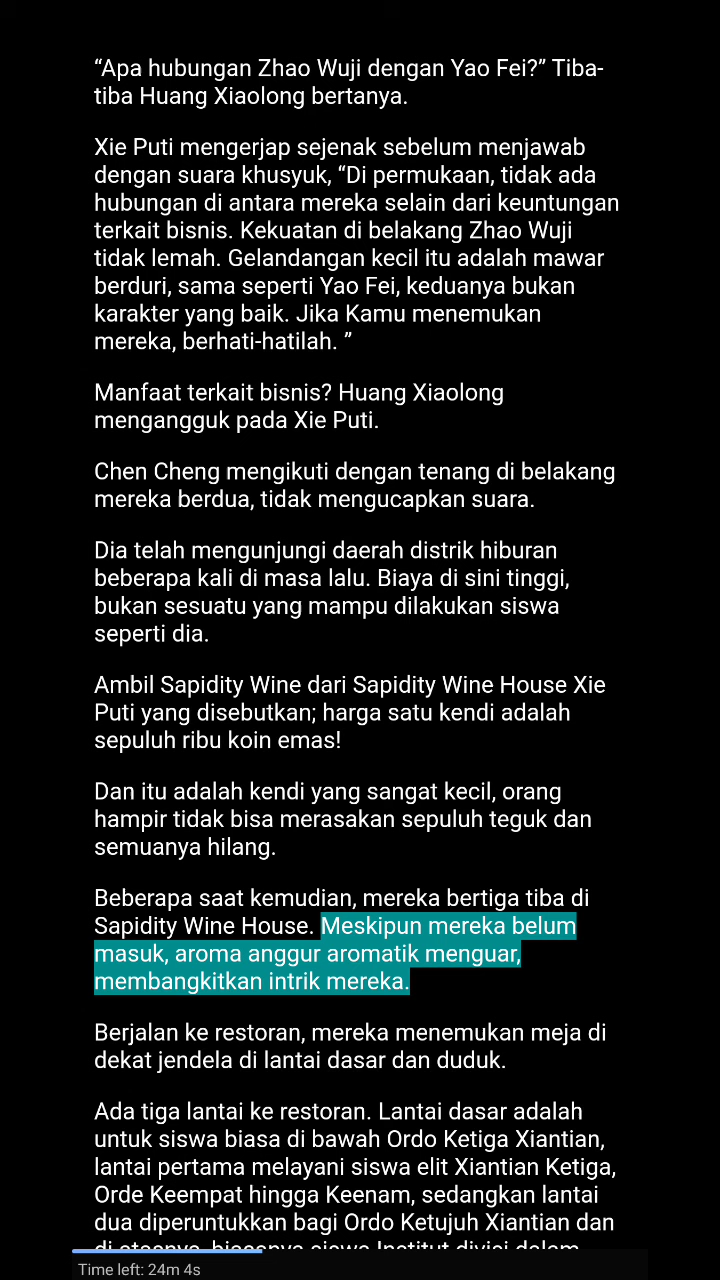 “Apa hubungan Zhao Wuji dengan Yao Fei?” Tiba-
tiba Huang Xiaolong bertanya.
Xie Puti mengerjap sejenak sebelum menjawab
dengan suara khusyuk, “Di permukaan, tidak ada
hubungan di antara mereka selain dari keuntungan
terkait bisnis. Kekuatan di belakang Zhao Wuji
tidak lemah. Gelandangan kecil itu adalah mawar
berduri, sama seperti Yao Fei, keduanya bukan
karakter yang baik. Jika Kamu menemukan
mereka, berhati-hatilah. ”
Manfaat terkait bisnis? Huang Xiaolong
mengangguk pada Xie Puti.
Chen Cheng mengikuti dengan tenang di belakang
mereka berdua, tidak mengucapkan suara.
Dia telah mengunjungi daerah distrik hiburan
beberapa kali di masa lalu. Biaya di sini tinggi,
bukan sesuatu yang mampu dilakukan siswa
seperti dia.
Ambil Sapidity Wine dari Sapidity Wine House Xie
Puti yang disebutkan; harga satu kendi adalah
sepuluh ribu koin emas!
Dan itu adalah kendi yang sangat kecil, orang
hampir tidak bisa merasakan sepuluh teguk dan
semuanya hilang.
Beberapa saat kemudian, mereka bertiga tiba di
Sapidity Wine House. Meskipun mereka belum
masuk, aroma anggur aromatik menguar,
membangkitkan intrik mereka.
Berjalan ke restoran, mereka menemukan meja di
dekat jendela di lantai dasar dan duduk.
Ada tiga lantai ke restoran. Lantai dasar adalah
untuk siswa biasa di bawah Ordo Ketiga Xiantian,
lantai pertama melayani siswa elit Xiantian Ketiga,
Orde Keempat hingga Keenam, sedangkan lantai
dua diperuntukkan bagi Ordo Ketujuh Xiantian dan
di atasnya, biasanya siswa Institut divisi dalam
Time left: 24m 4s